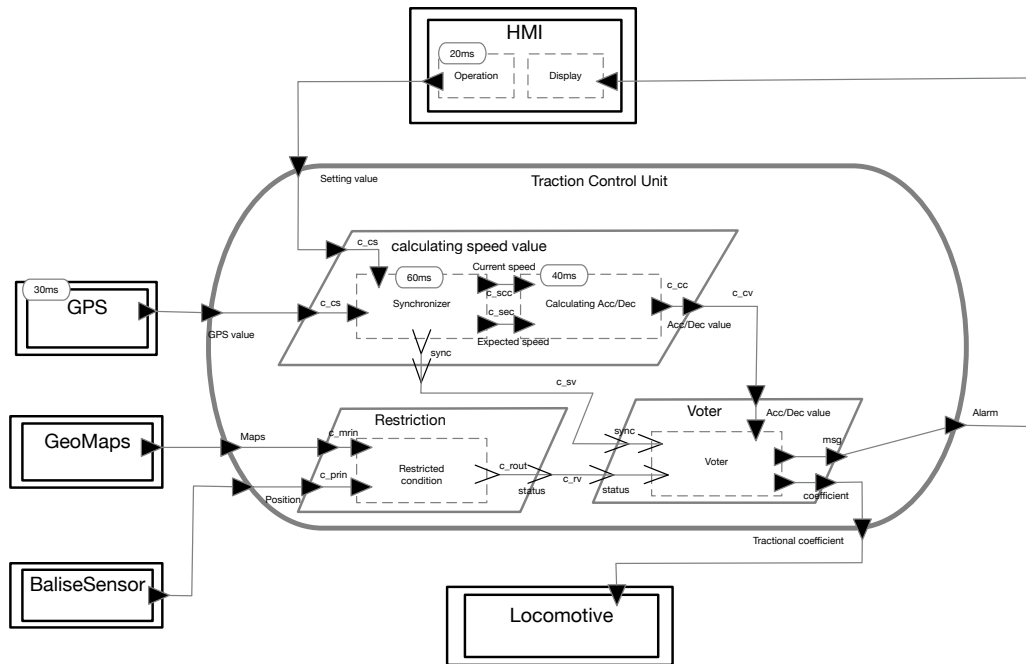 HMI
20ms
Operation
Display
Setting value
Traction Control Unit
c_cs
calculating speed value
60ms
Current speed
40ms
30ms
GPS
Synchronizer
c_scc
Calculating Acc/Dec
c_cc
c_cv
c_cs
c_sec
GPS value
Acc/Dec value
Expected speed
sync
c_sv
Restriction
Voter
Acc/Dec value
Alarm
GeoMaps
Maps
c_mrin
sync
msg
Restricted
condition
Voter
c_prin
c_rout
c_rv
Position
status
status
coefficient
Tractional coefficient
BaliseSensor
Locomotive